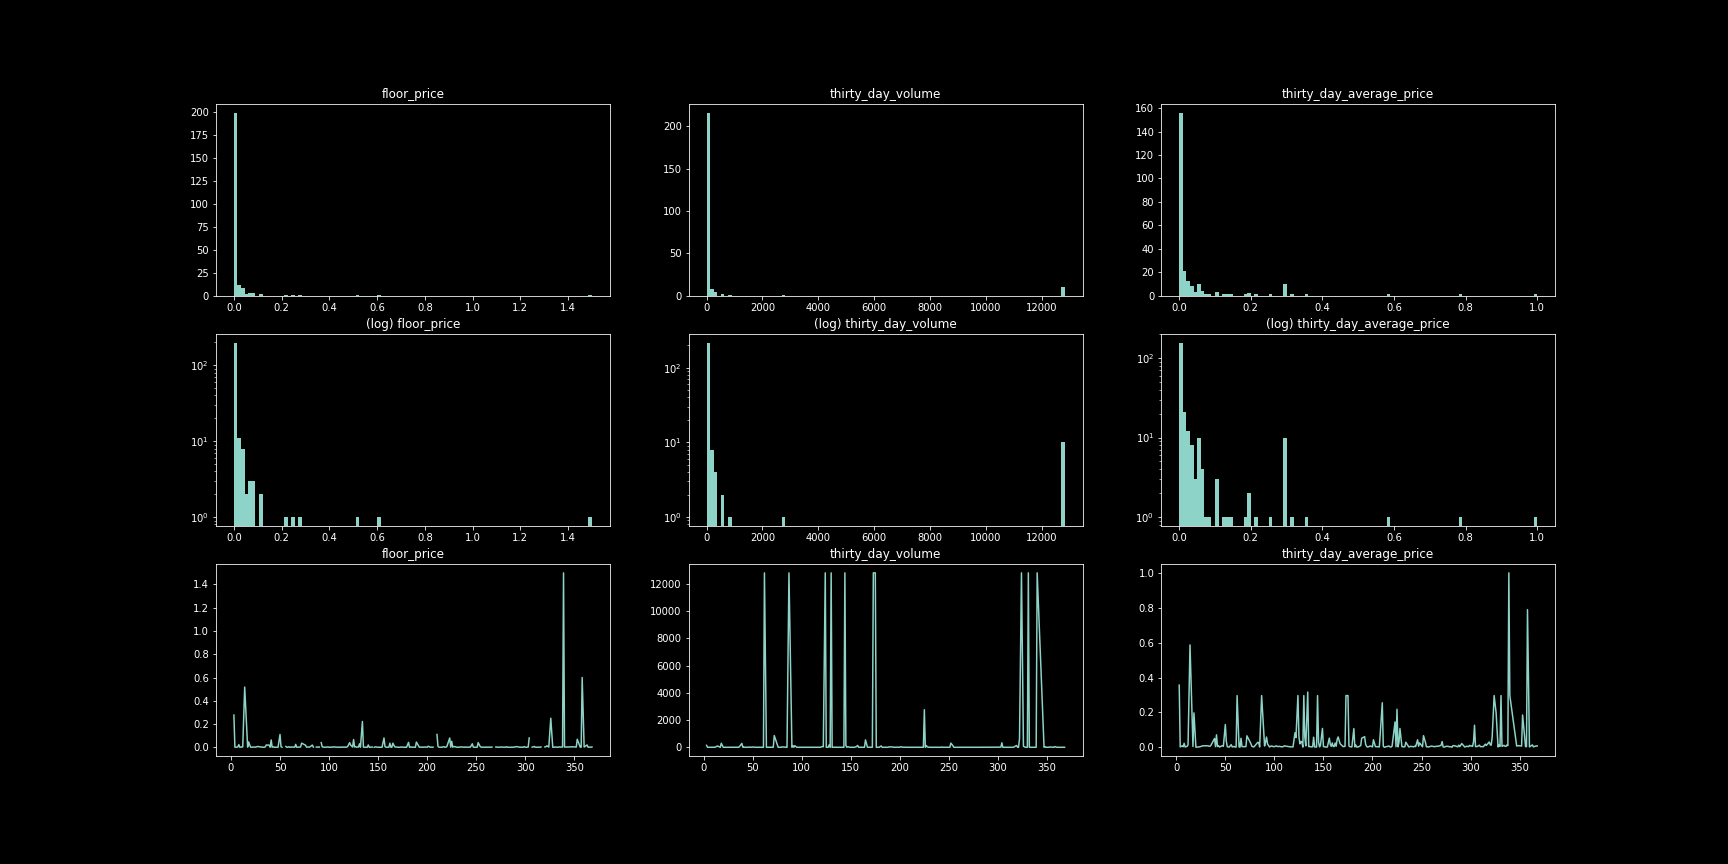 floor_price
200
175
150
125
100
75
50
25
0
0.0 0.2 0.4 0.6 0.8 1.0 1.2 1.4
thirty_day_volume
200
150
100
50
0
0 2000 4000 6000 8000 10000 12000
thirty_day_average_price
160
140
120
100
80
60
40
20
0
0.0 0.2 0.4 0.6 0.8 1.0
(log) floor_price
10²
10¹
10⁰
0.0 0.2 0.4 0.6 0.8 1.0 1.2 1.4
(log) thirty_day_volume
10²
10¹
10⁰
0 2000 4000 6000 8000 10000 12000
(log) thirty_day_average_price
10²
10¹
10⁰
0.0 0.2 0.4 0.6 0.8 1.0
floor_price
1.4
1.2
1.0
0.8
0.6
0.4
0.2
0.0
0 50 100 150 200 250 300 350
thirty_day_volume
12000
10000
8000
6000
4000
2000
0
0 50 100 150 200 250 300 350
thirty_day_average_price
1.0
0.8
0.6
0.4
0.2
0.0
0 50 100 150 200 250 300 350